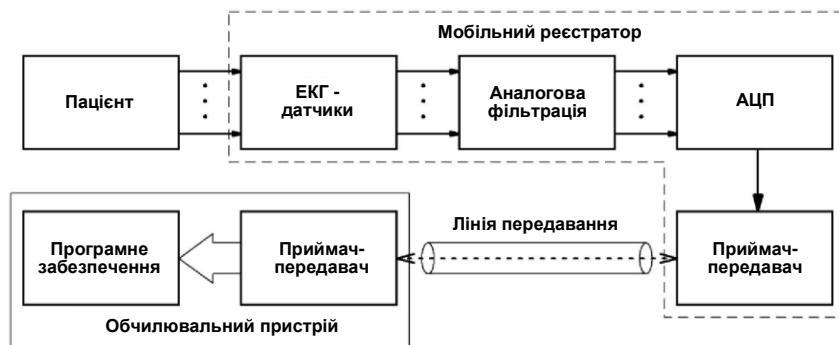 Мобільний реєстратор
Пацієнт
ЕКГ -
датчики
Аналогова
фільтрація
АЦП
Програмне
забезпечення
Приймач-
передавач
Лінія передавання
Приймач-
передавач
Обчилювальний пристрій